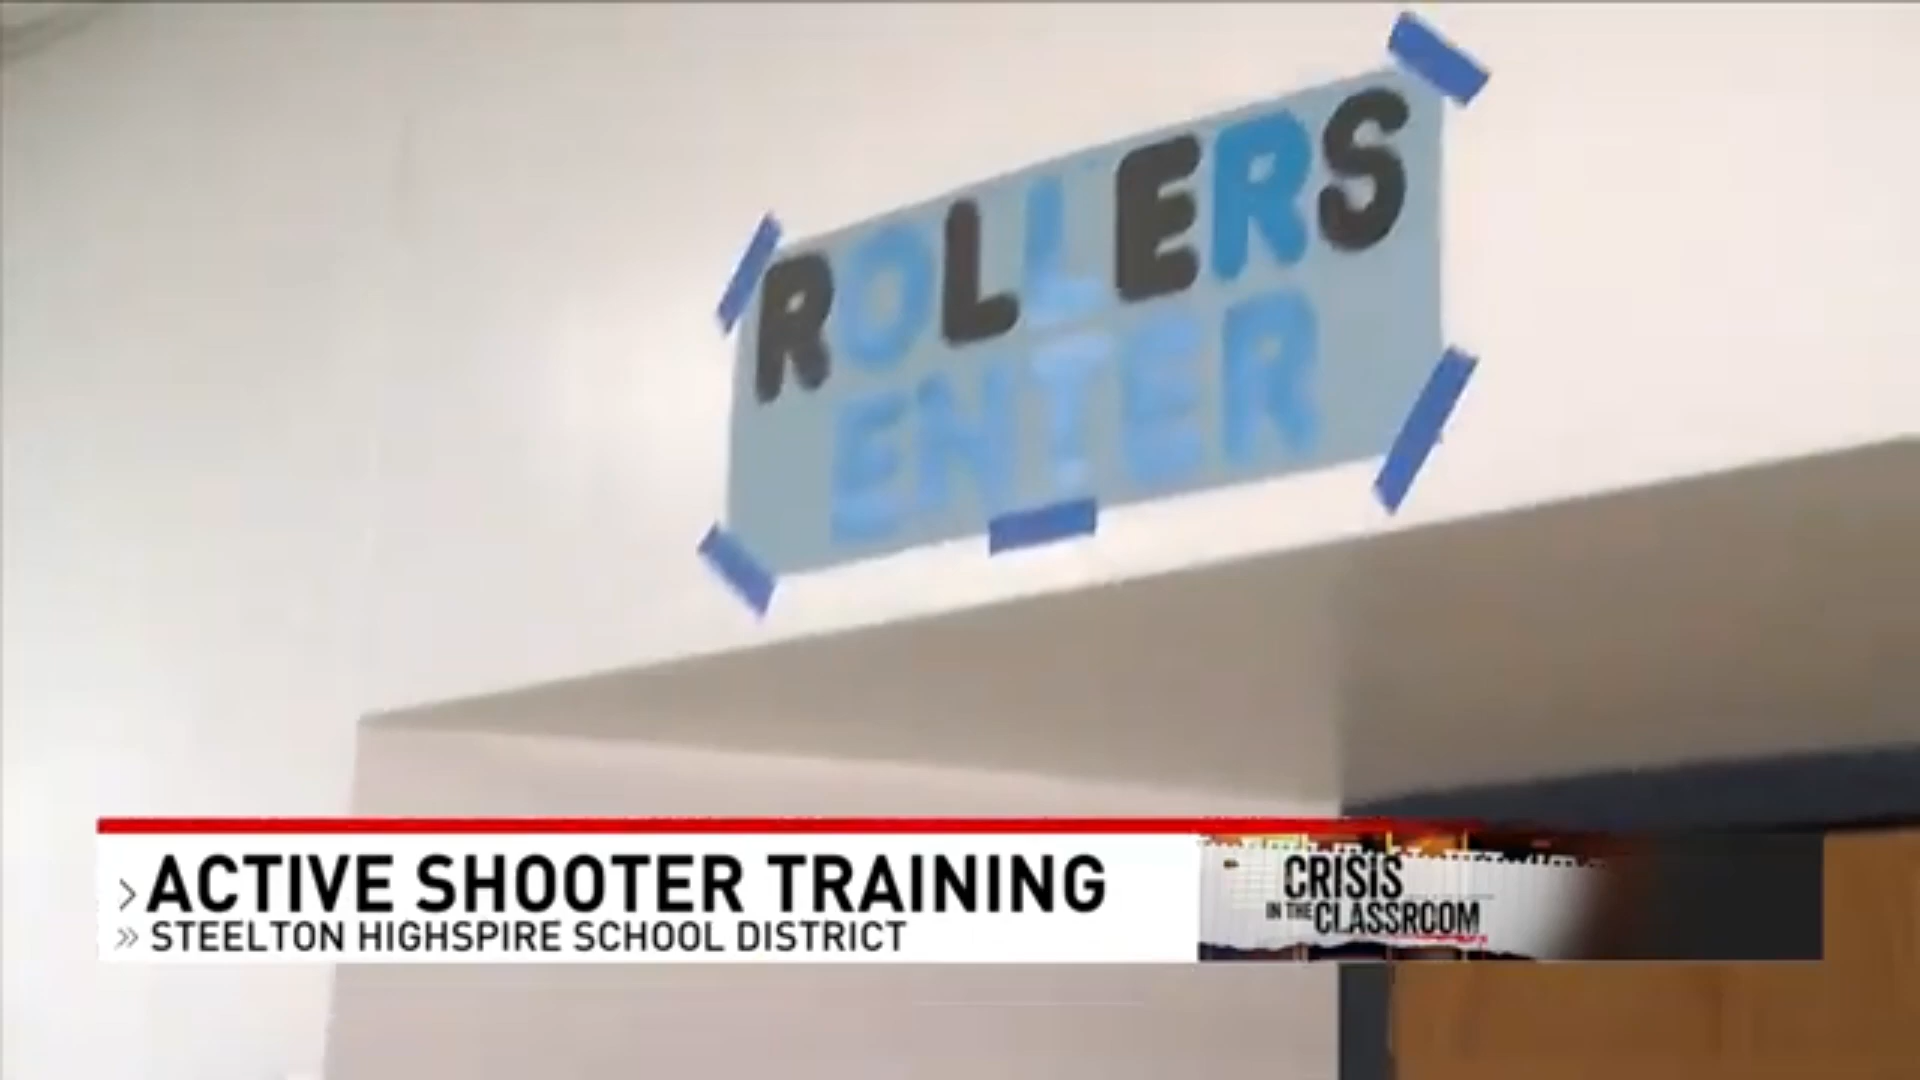 ROLLERS
ENTER
ACTIVE SHOOTER TRAINING
STEELTON HIGHSPIRE SCHOOL DISTRICT
CRISIS
IN THE CLASSROOM